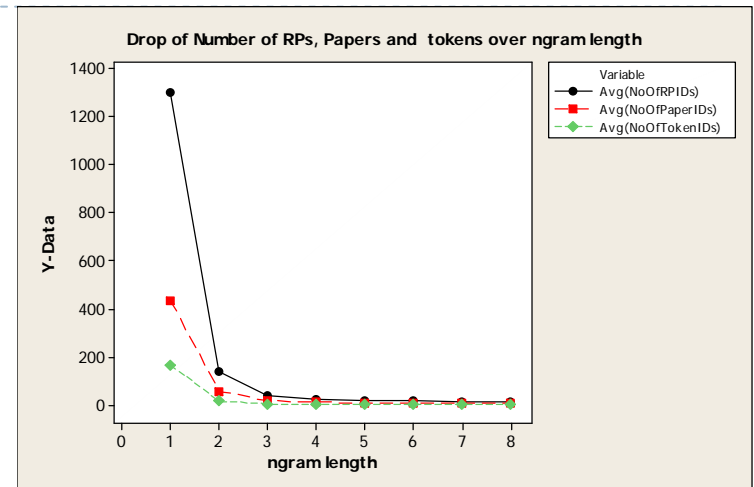 Drop of Number of RPs, Papers and tokens over ngram length
Variable
Avg(NoOfRPIDs)
Avg(NoOfPaperIDs)
Avg(NoOfTokenIDs)
1400
1200
1000
800
600
400
200
0
Y-Data
0 1 2 3 4 5 6 7 8
ngram length